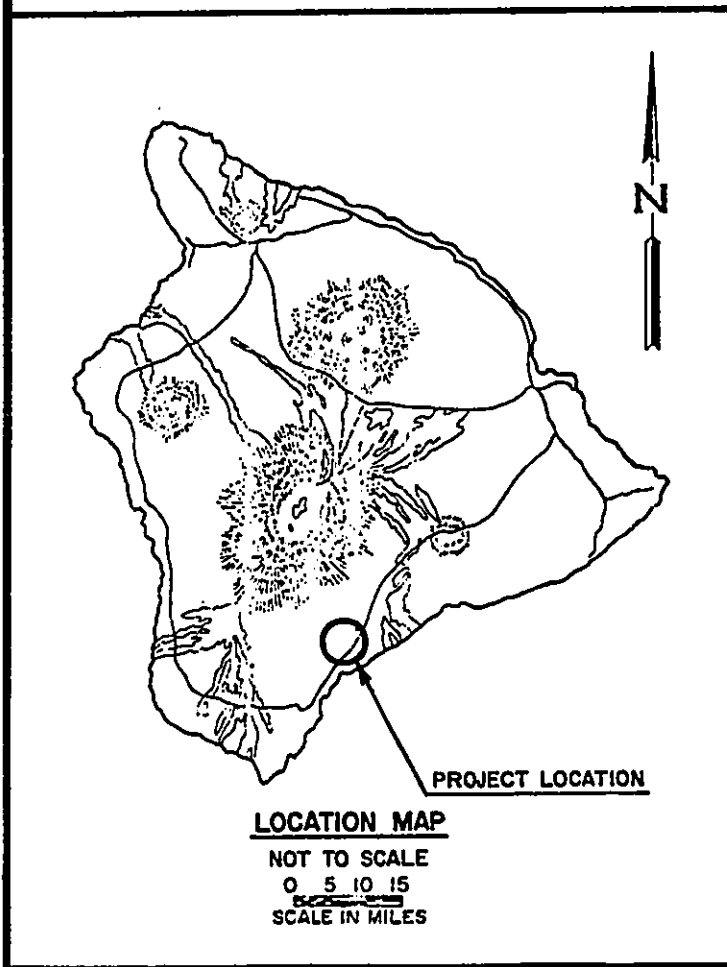 N
PROJECT LOCATION
LOCATION MAP
NOT TO SCALE
0 5 10 15
SCALE IN MILES